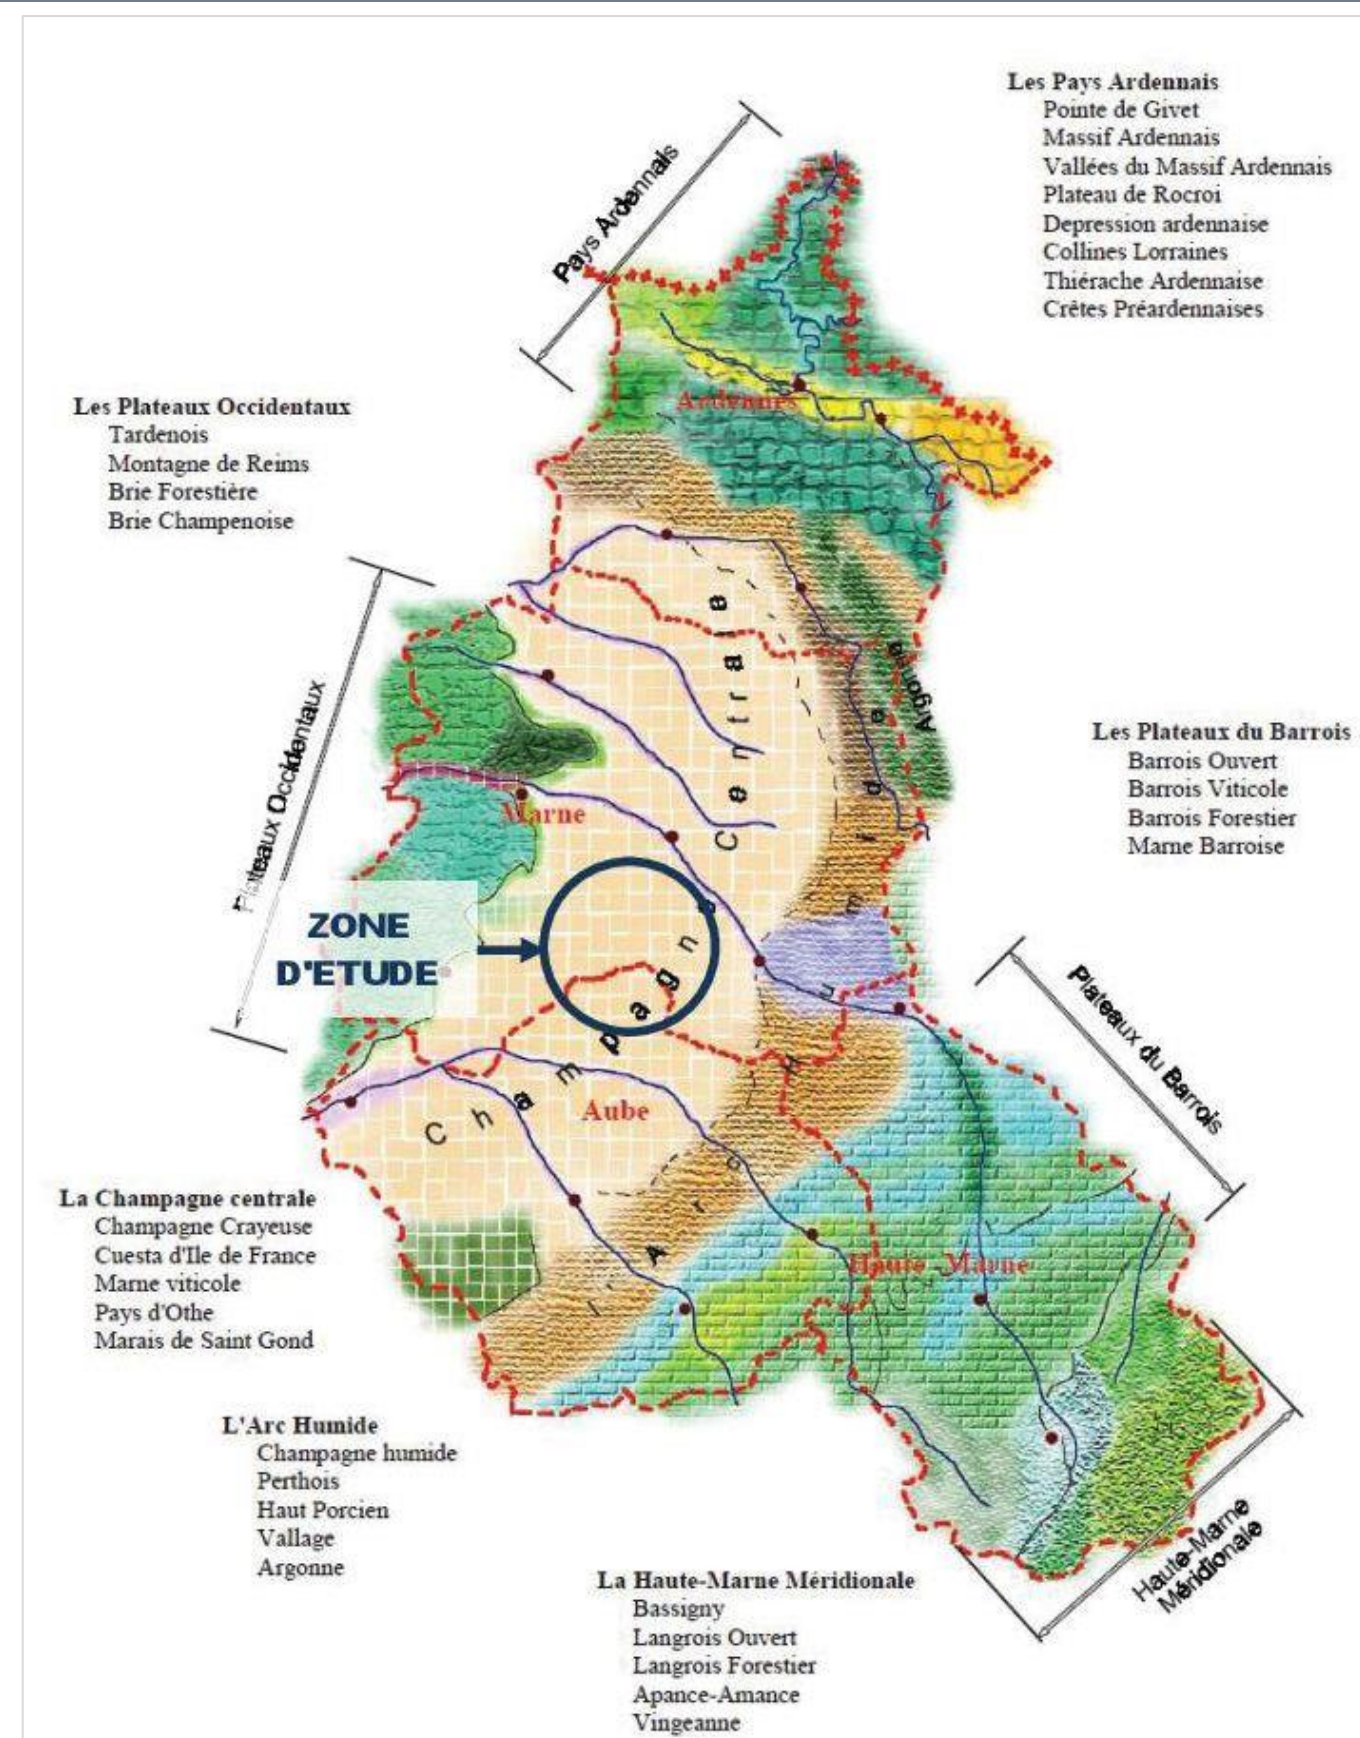 Les Pays Ardennais
Pointe de Givet
Massif Ardennais
Vallées du Massif Ardennais
Plateau de Rocroi
Depression ardennaise
Collines Lorraines
Thiérache Ardennaise
Crêtes Préardennaises
Pays Ardennais
Ardennes
Les Plateaux Occidentaux
Tardenois
Montagne de Reims
Brie Forestière
Brie Champenoise
Plateaux Occidentaux
Argonne
Marne
Les Plateaux du Barrois
Barrois Ouvert
Barrois Viticole
Barrois Forestier
Marne Barroise
ZONE
D'ETUDE
Champagne Centrale
Plateaux du Barrois
Aube
l'Arc Humide
La Champagne centrale
Champagne Crayeuse
Cuesta d'Ile de France
Marne viticole
Pays d'Othe
Marais de Saint Gond
Haute-Marne
L'Arc Humide
Champagne humide
Perthois
Haut Porcien
Vallage
Argonne
Haute-Marne
Méridionale
La Haute-Marne Méridionale
Bassigny
Langrois Ouvert
Langrois Forestier
Apance-Amance
Vingeanne